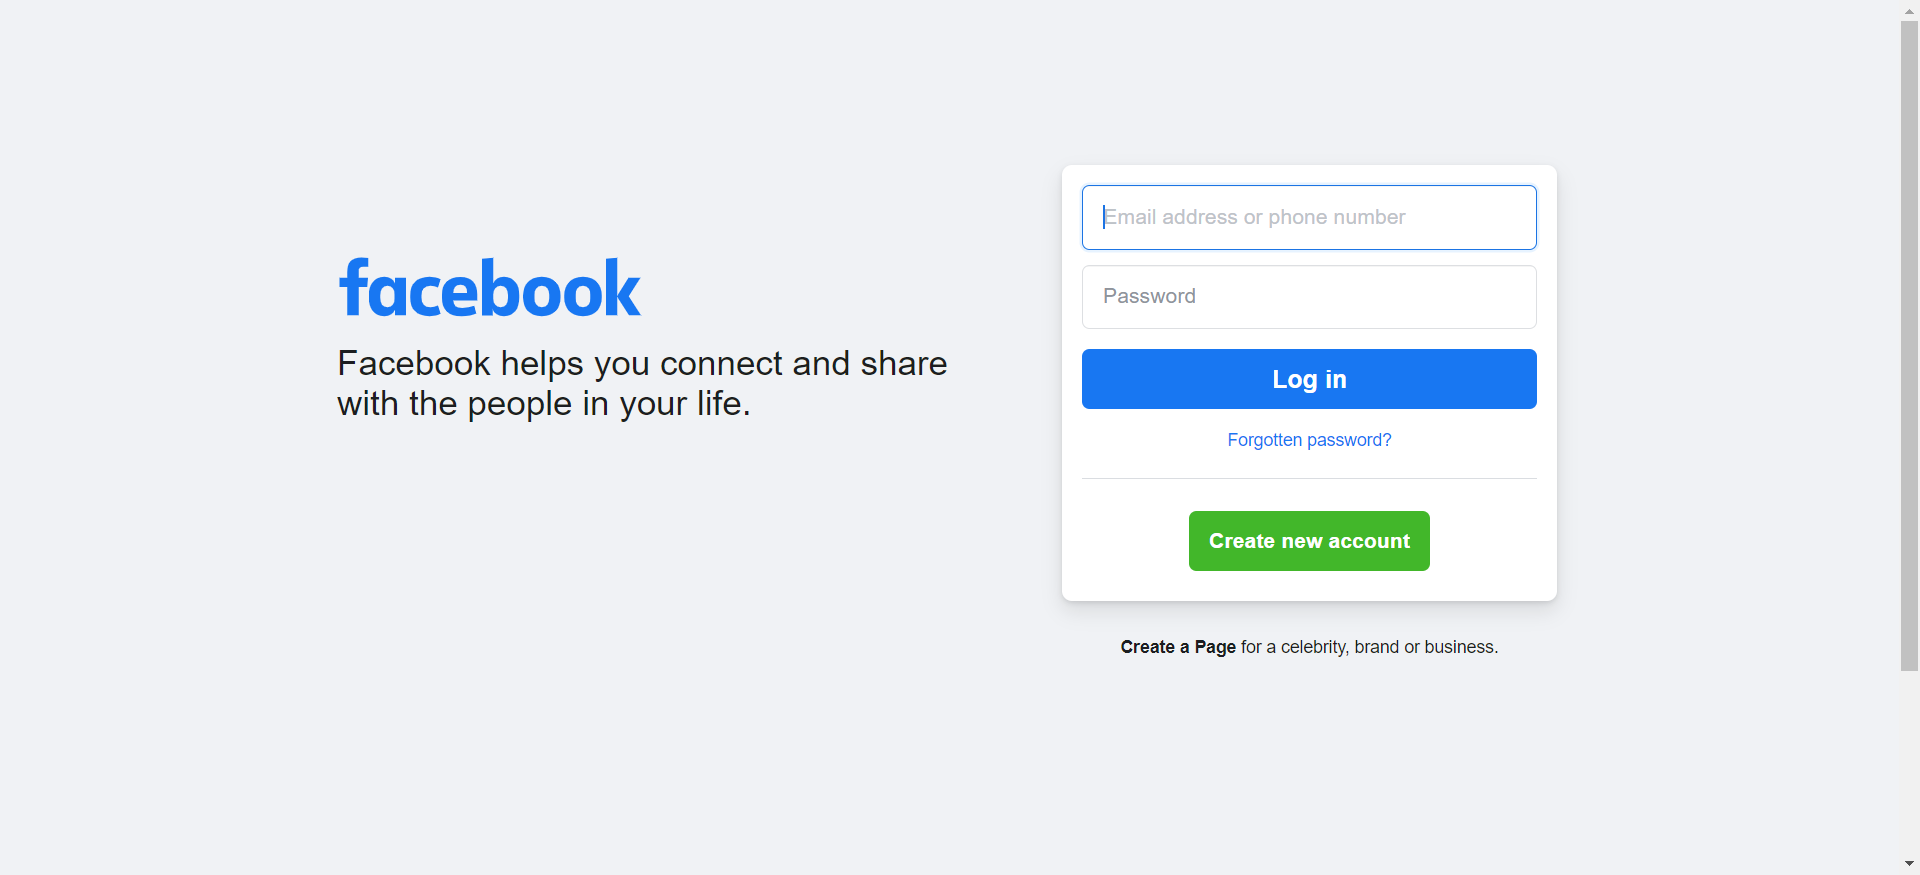 facebook
Facebook helps you connect and share
with the people in your life.
Email address or phone number
Password
Log in
Forgotten password?
Create new account
Create a Page for a celebrity, brand or business.